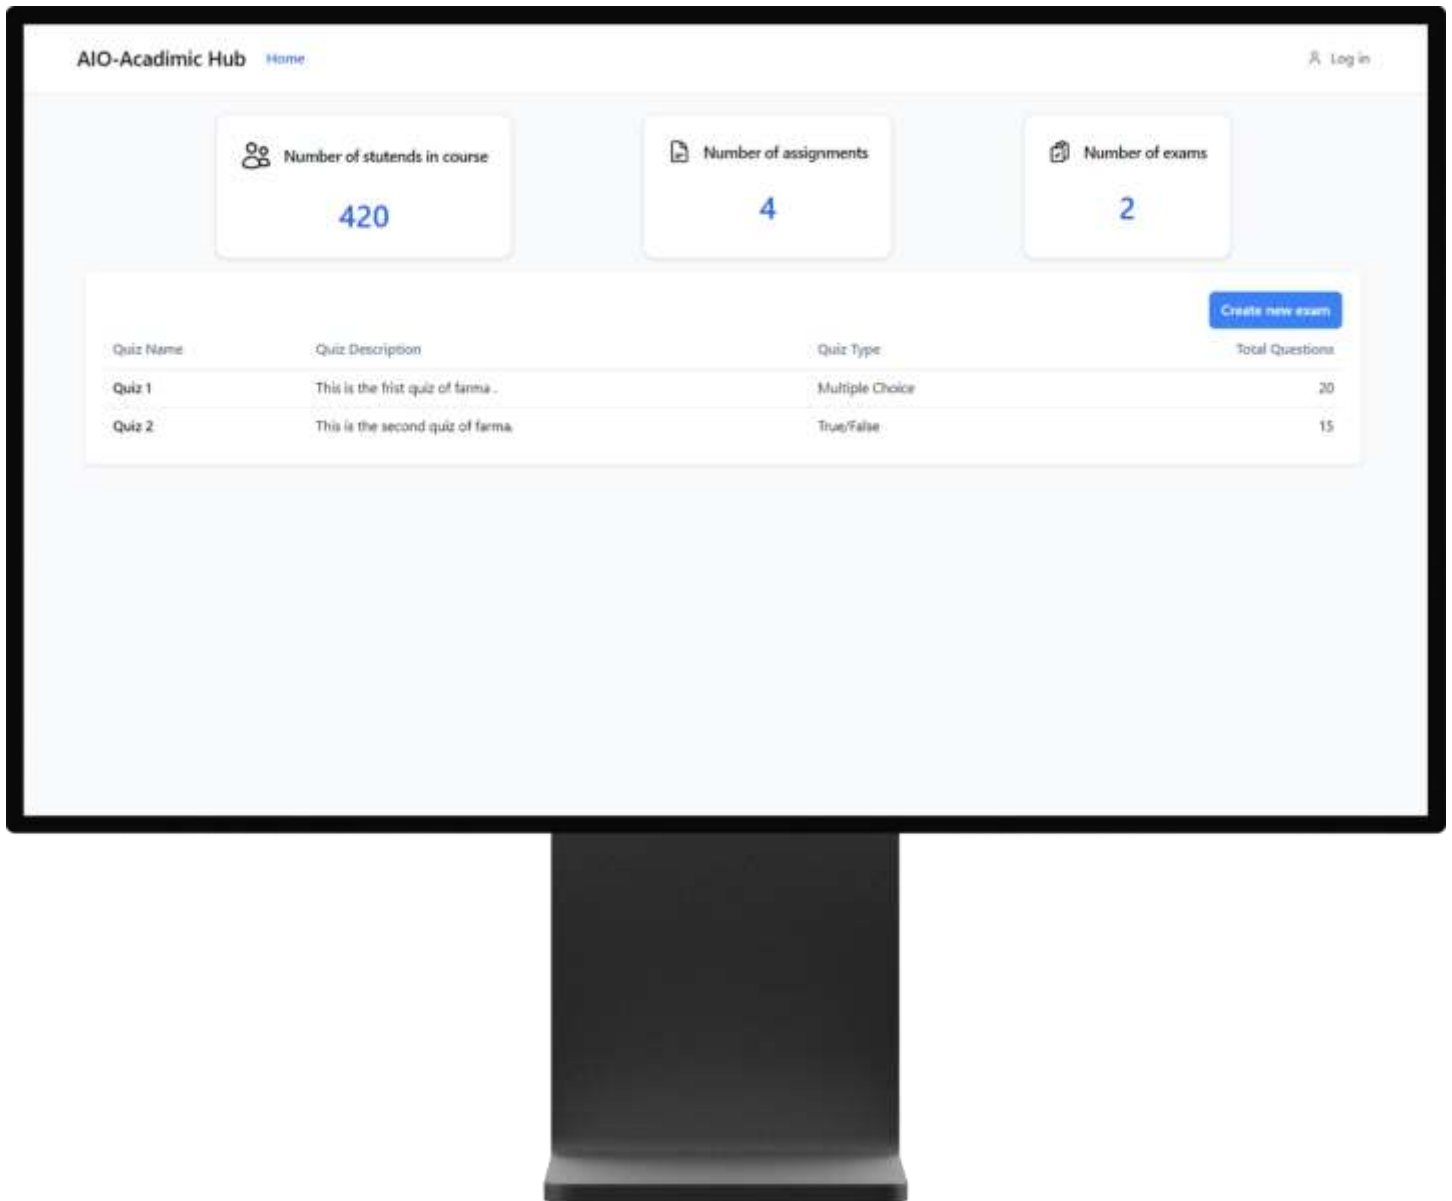 AIO-Acadimic Hub Home Log in
Number of stutends in course
420
Number of assignments
4
Number of exams
2
Create new exam
Quiz Name Quiz Description Quiz Type Total Questions
Quiz 1 This is the frist quiz of farma . Multiple Choice 20
Quiz 2 This is the second quiz of farma. True/False 15